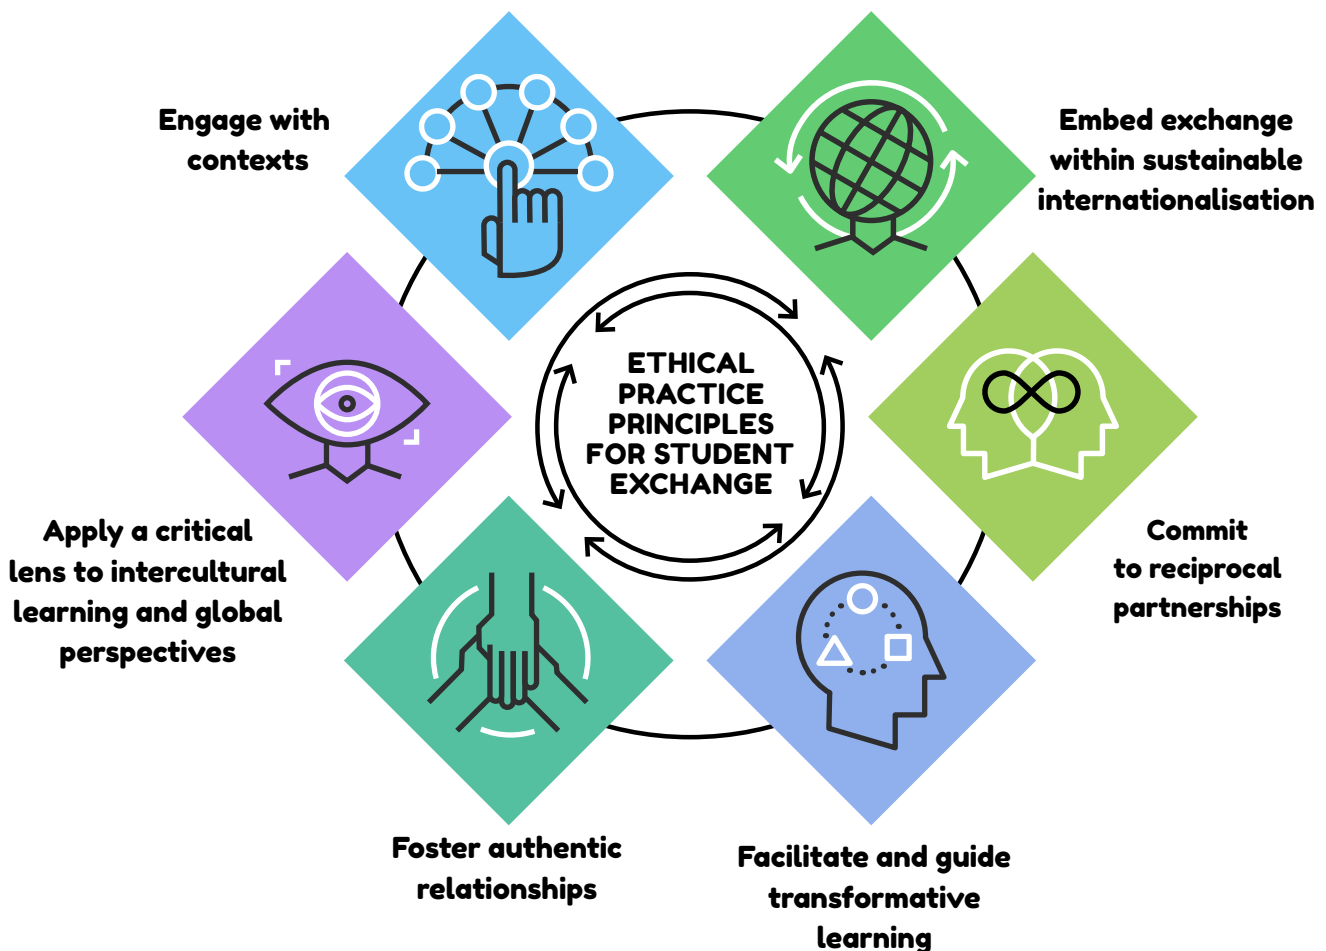 Engage with
contexts
Embed exchange
within sustainable
internationalisation
ETHICAL
PRACTICE
PRINCIPLES
FOR STUDENT
EXCHANGE
Apply a critical
lens to intercultural
learning and global
perspectives
Commit
to reciprocal
partnerships
Foster authentic
relationships
Facilitate and guide
transformative
learning